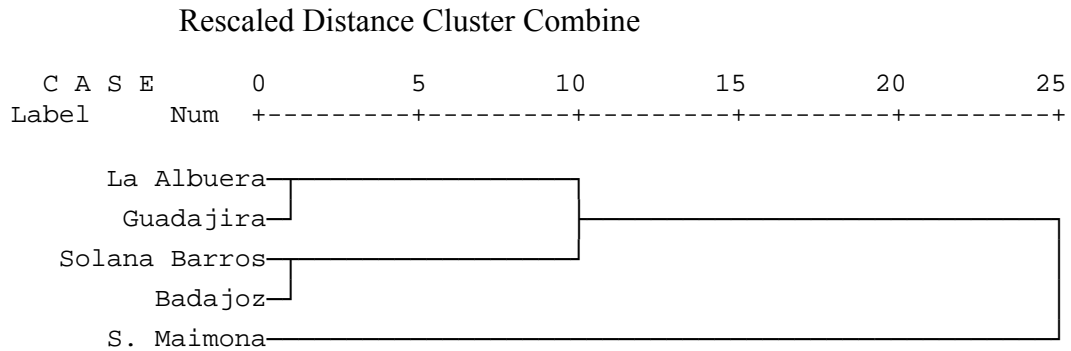 Rescaled Distance Cluster Combine
C A S E 0 5 10 15 20 25
Label Num +---------+---------+---------+---------+---------+
La Albuera
Guadajira
Solana Barros
Badajoz
S. Maimona